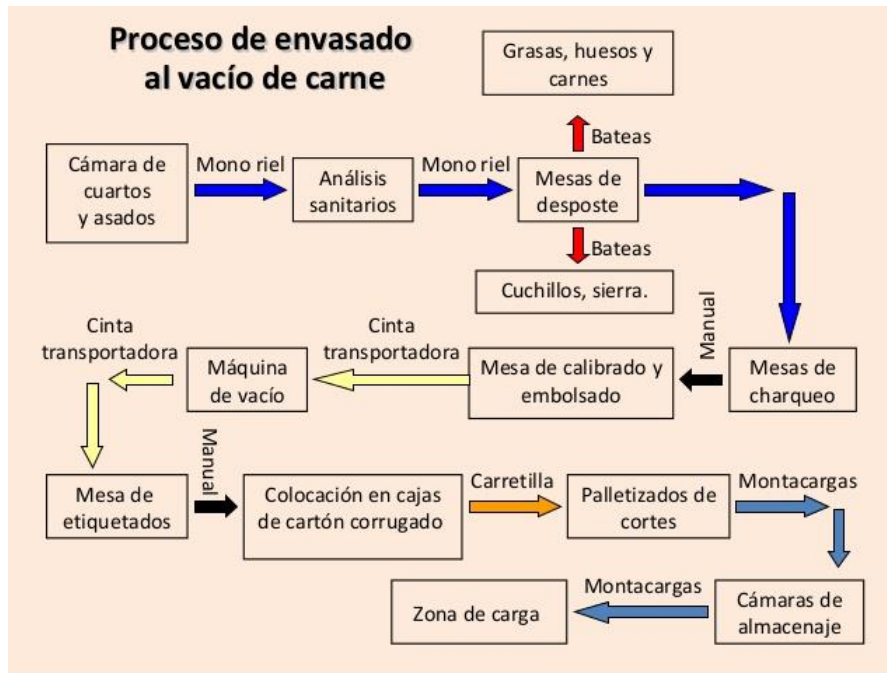 Proceso de envasado
al vacío de carne
Grasas, huesos y
carnes
Bateas
Cámara de
cuartos
y asados
Mono riel
Análisis
sanitarios
Mono riel
Mesas de
desposte
Bateas
Cuchillos, sierra.
Cinta
transportadora
Máquina
de vacío
Cinta
transportadora
Mesa de calibrado y
embolsado
Manual
Mesas de
charqueo
Mesa de
etiquetados
Manual
Colocación en cajas
de cartón corrugado
Carretilla
Palletizados de
cortes
Montacargas
Zona de carga
Montacargas
Cámaras de
almacenaje